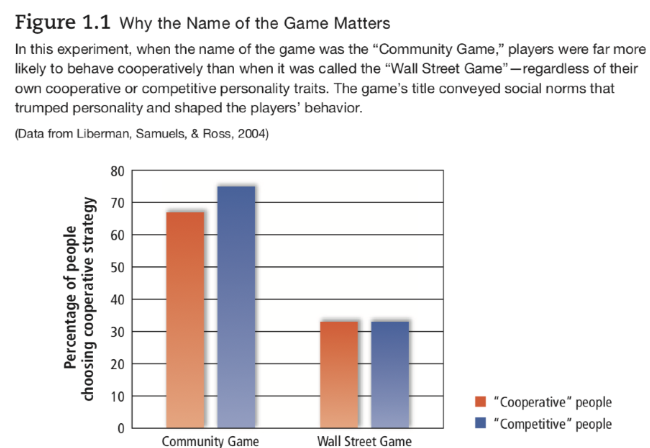 Figure 1.1 Why the Name of the Game Matters
In this experiment, when the name of the game was the “Community Game,” players were far more
likely to behave cooperatively than when it was called the “Wall Street Game”—regardless of their
own cooperative or competitive personality traits. The game’s title conveyed social norms that
trumped personality and shaped the players’ behavior.
(Data from Liberman, Samuels, & Ross, 2004)
Percentage of people
choosing cooperative strategy
80
70
60
50
40
30
20
10
0
Community Game
Wall Street Game
“Cooperative” people
“Competitive” people